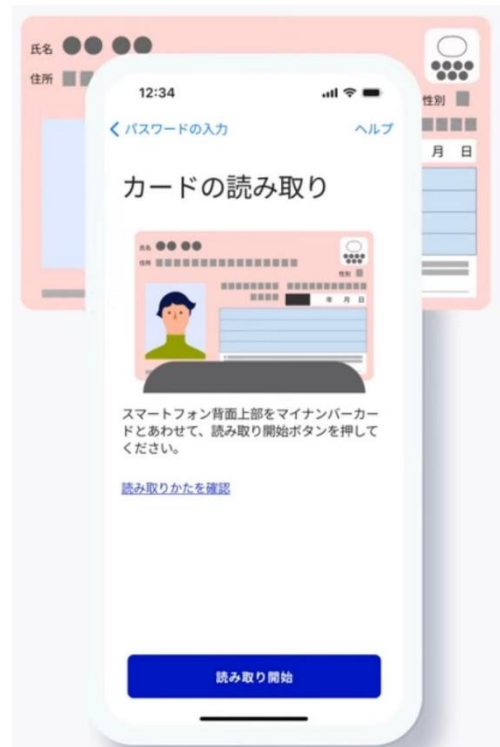 氏名
住所
性別
月 日
12:34
パスワードの入力 ヘルプ
カードの読み取り
氏名
住所
性別
年 月 日
スマートフォン背面上部をマイナンバーカー
ドとあわせて、読み取り開始ボタンを押して
ください。
読み取りかたを確認
読み取り開始